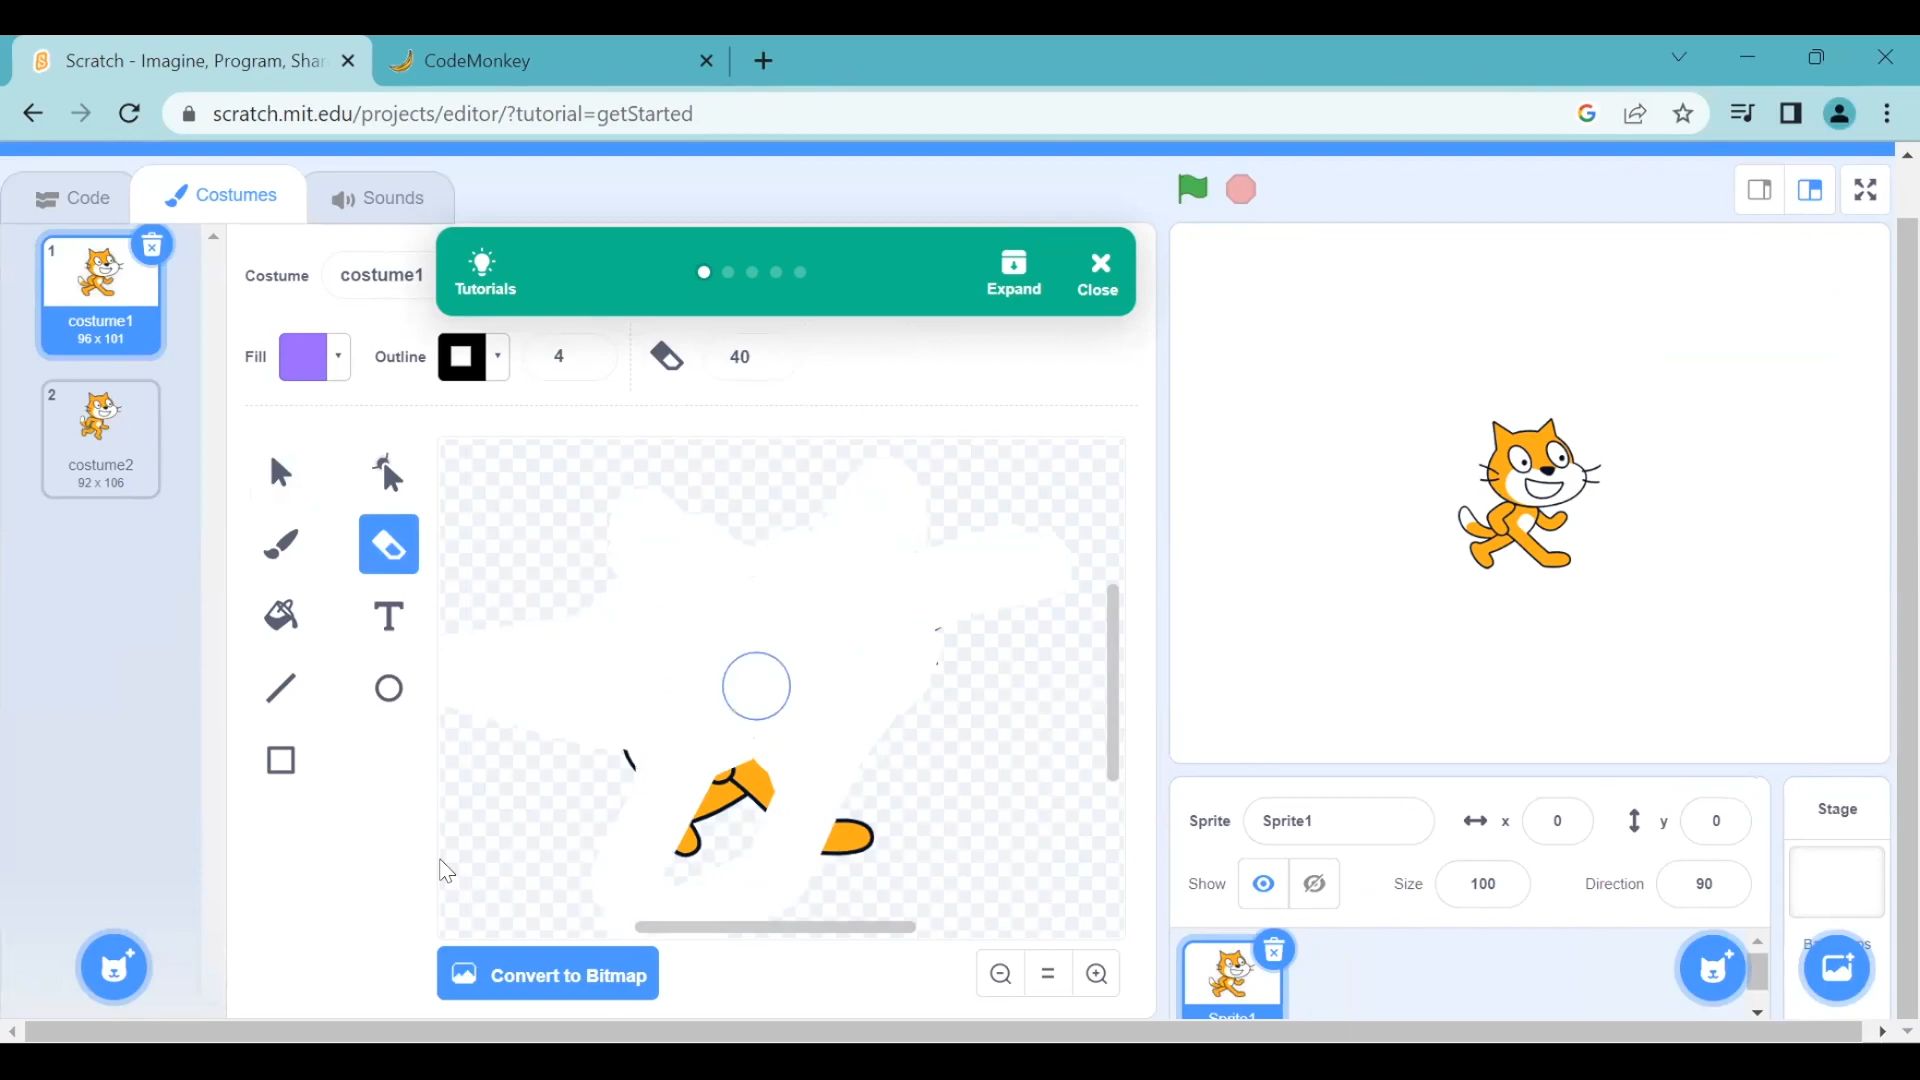 Scratch - Imagine, Program, Shar
CodeMonkey
scratch.mit.edu/projects/editor/?tutorial=getStarted
Code
Costumes
Sounds
1
costume1
96 x 101
2
costume2
92 x 106
Costume
costume1
Tutorials
Expand
Close
Fill
Outline
4
40
T
Convert to Bitmap
Sprite
Sprite1
x
0
y
0
Show
Size
100
Direction
90
Stage
Sprite1